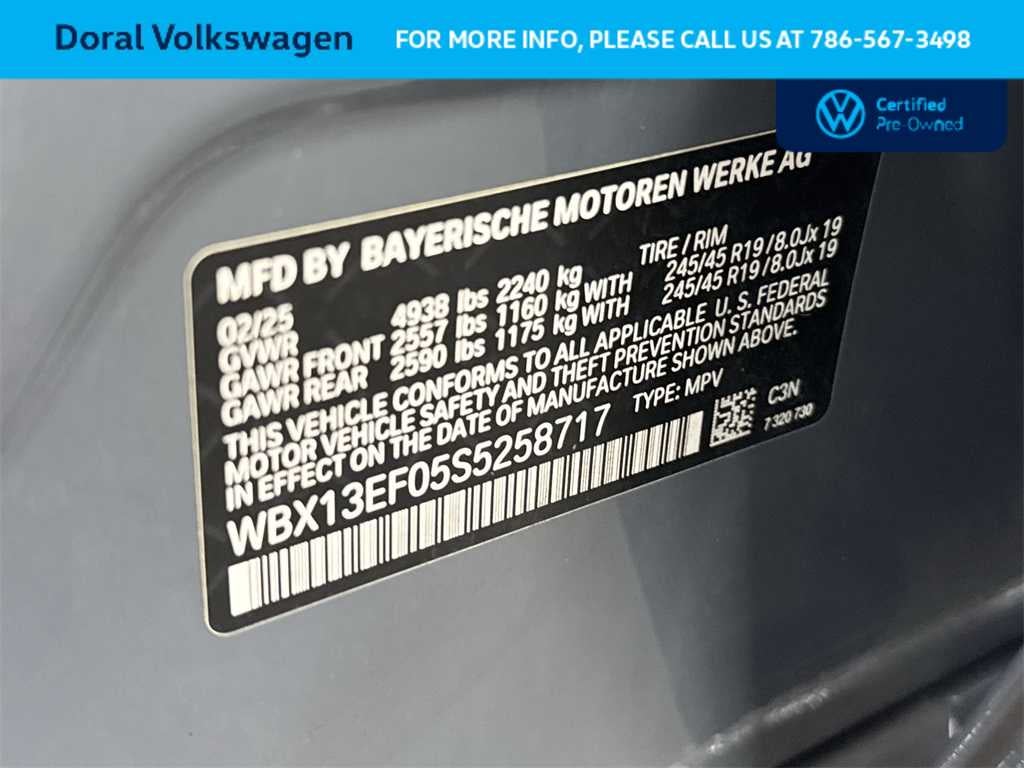 Doral Volkswagen
FOR MORE INFO, PLEASE CALL US AT 786-567-3498
Certified
Pre-Owned
MFD BY BAYERISCHE MOTOREN WERKE AG
02/25 TIRE / RIM
GVWR 4938 lbs 2240 kg
GAWR FRONT 2557 lbs 1160 kg WITH 245/45 R19 /8.0Jx 19
GAWR REAR 2590 lbs 1175 kg WITH 245/45 R19 /8.0Jx 19
THIS VEHICLE CONFORMS TO ALL APPLICABLE U. S. FEDERAL
MOTOR VEHICLE SAFETY AND THEFT PREVENTION STANDARDS
IN EFFECT ON THE DATE OF MANUFACTURE SHOWN ABOVE.
WBX13EF05S5258717 TYPE: MPV
C3N
7 320 730